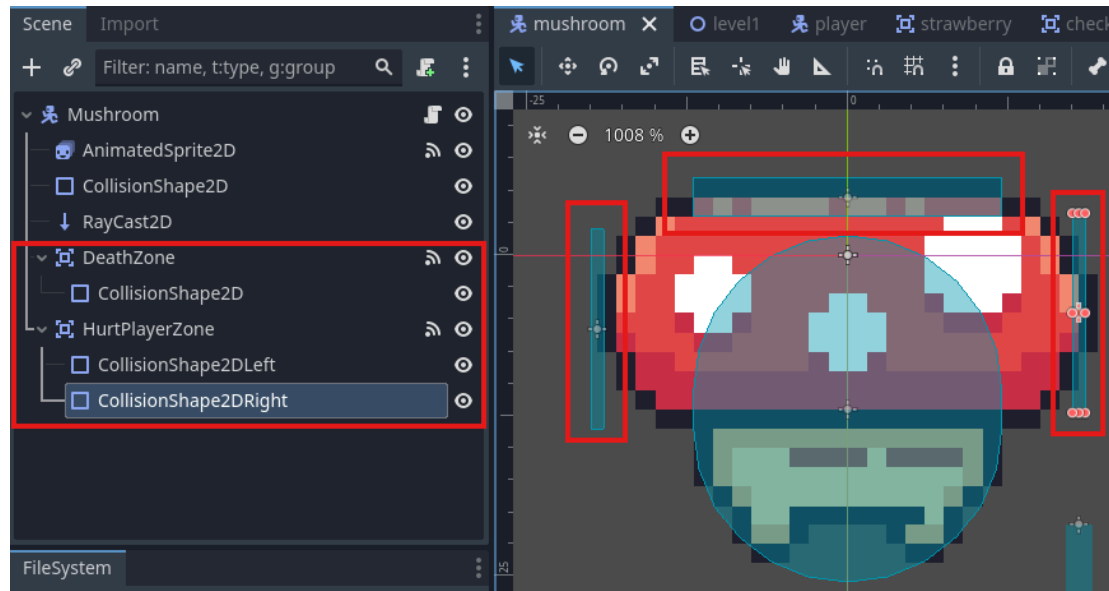 Scene Import
Filter: name, t:type, g:group
Mushroom
AnimatedSprite2D
CollisionShape2D
RayCast2D
DeathZone
CollisionShape2D
HurtPlayerZone
CollisionShape2DLeft
CollisionShape2DRight
FileSystem
mushroom level1 player strawberry check
-25 0
1008 %
0
25